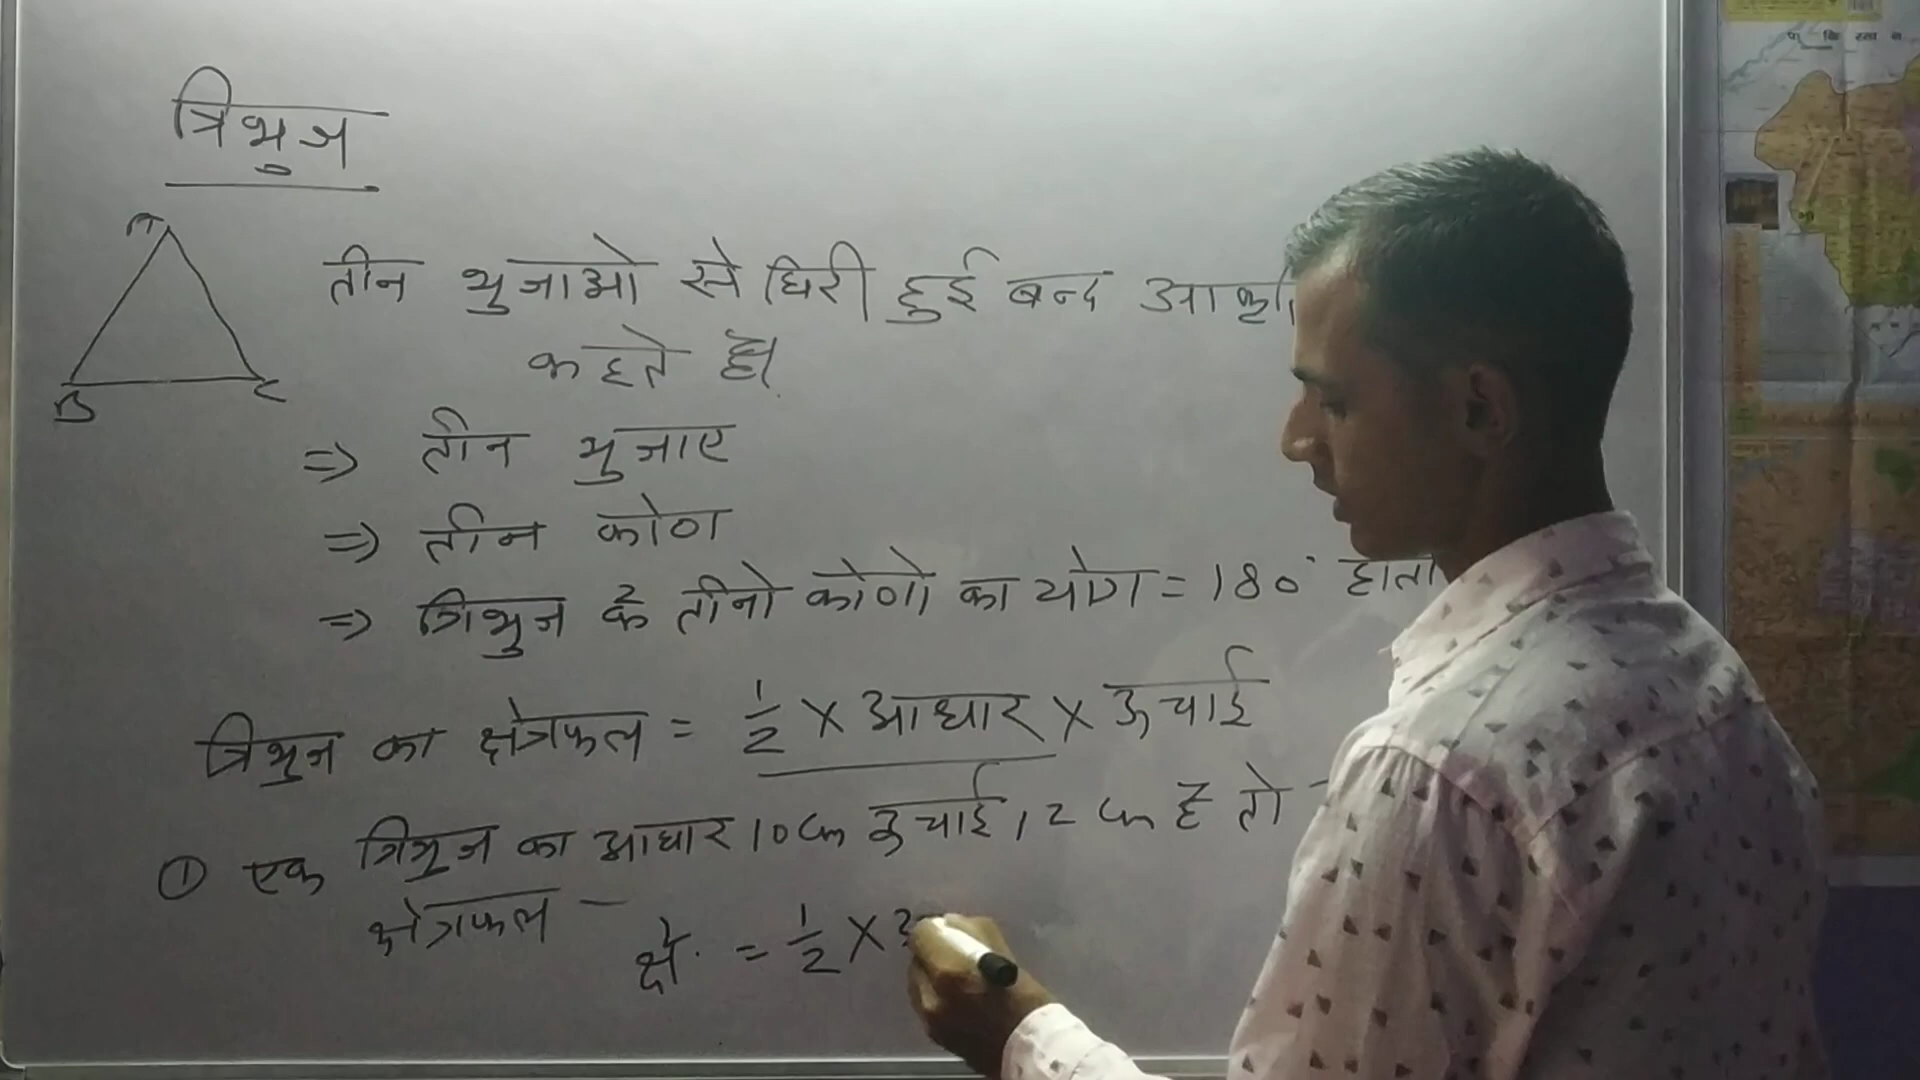 त्रिभुज
A
तीन भुजाओ से घिरी हुई बन्द आकृ
कहते है।
B C
=> तीन भुजाए
=> तीन कोण
=> त्रिभुज के तीनो कोणो का योग = 180° होता
त्रिभुज का क्षेत्रफल = 1/2 × आधार × ऊचाई
① एक त्रिभुज का आधार 10 cm ऊचाई 12 cm है तो
क्षेत्रफल –
क्षे. = 1/2 ×